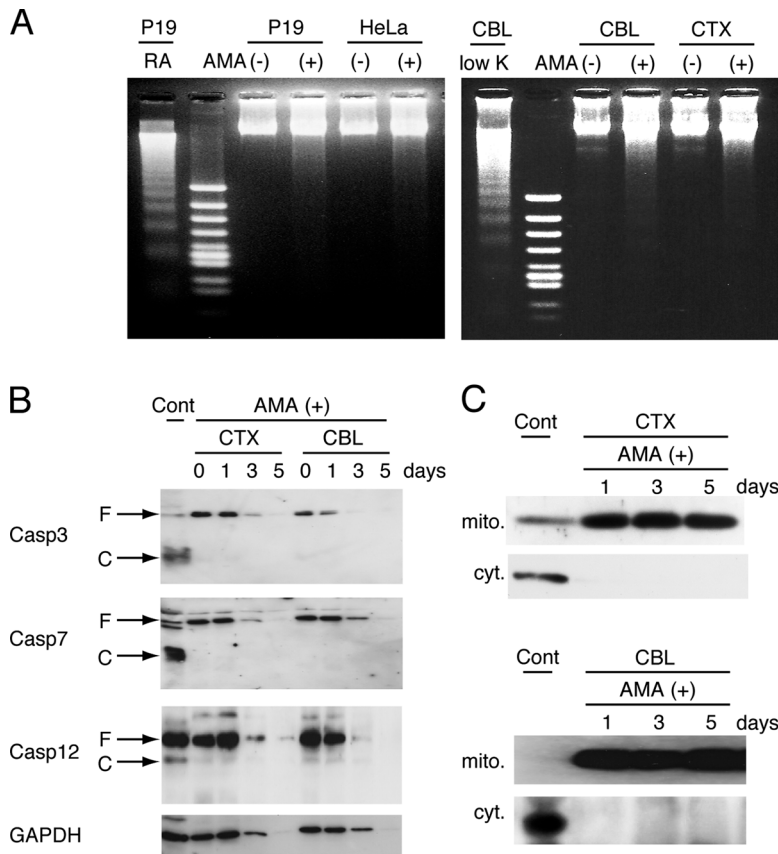 A
P19 P19 HeLa
RA AMA (-) (+) (-) (+)
CBL CBL CTX
low K AMA (-) (+) (-) (+)
B
Cont AMA (+)
CTX CBL
0 1 3 5 0 1 3 5 days
Casp3 F
C
Casp7 F
C
Casp12 F
C
GAPDH
C
Cont CTX
AMA (+)
1 3 5 days
mito.
cyt.
Cont CBL
AMA (+)
1 3 5 days
mito.
cyt.